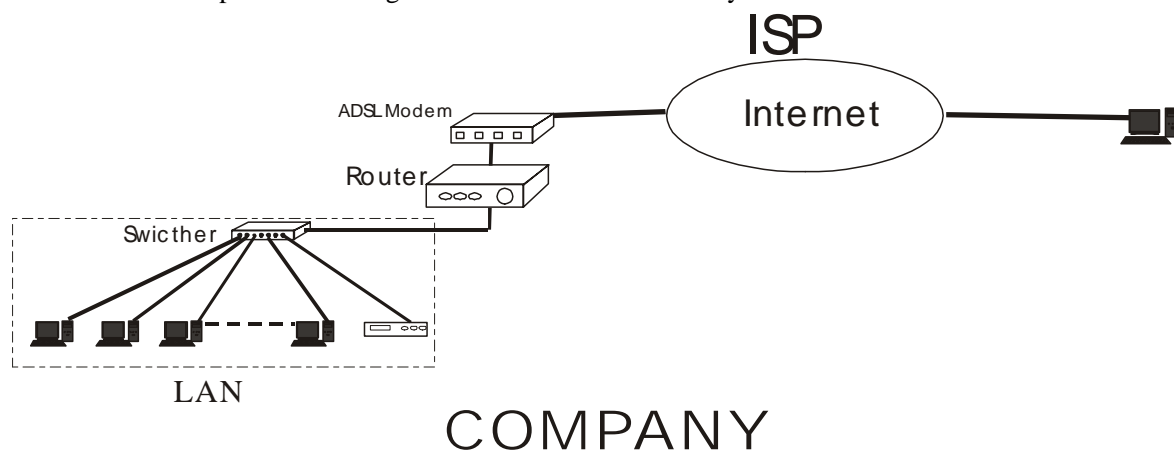 ISP
ADSL Modem
Internet
Router
Swicther
LAN
COMPANY